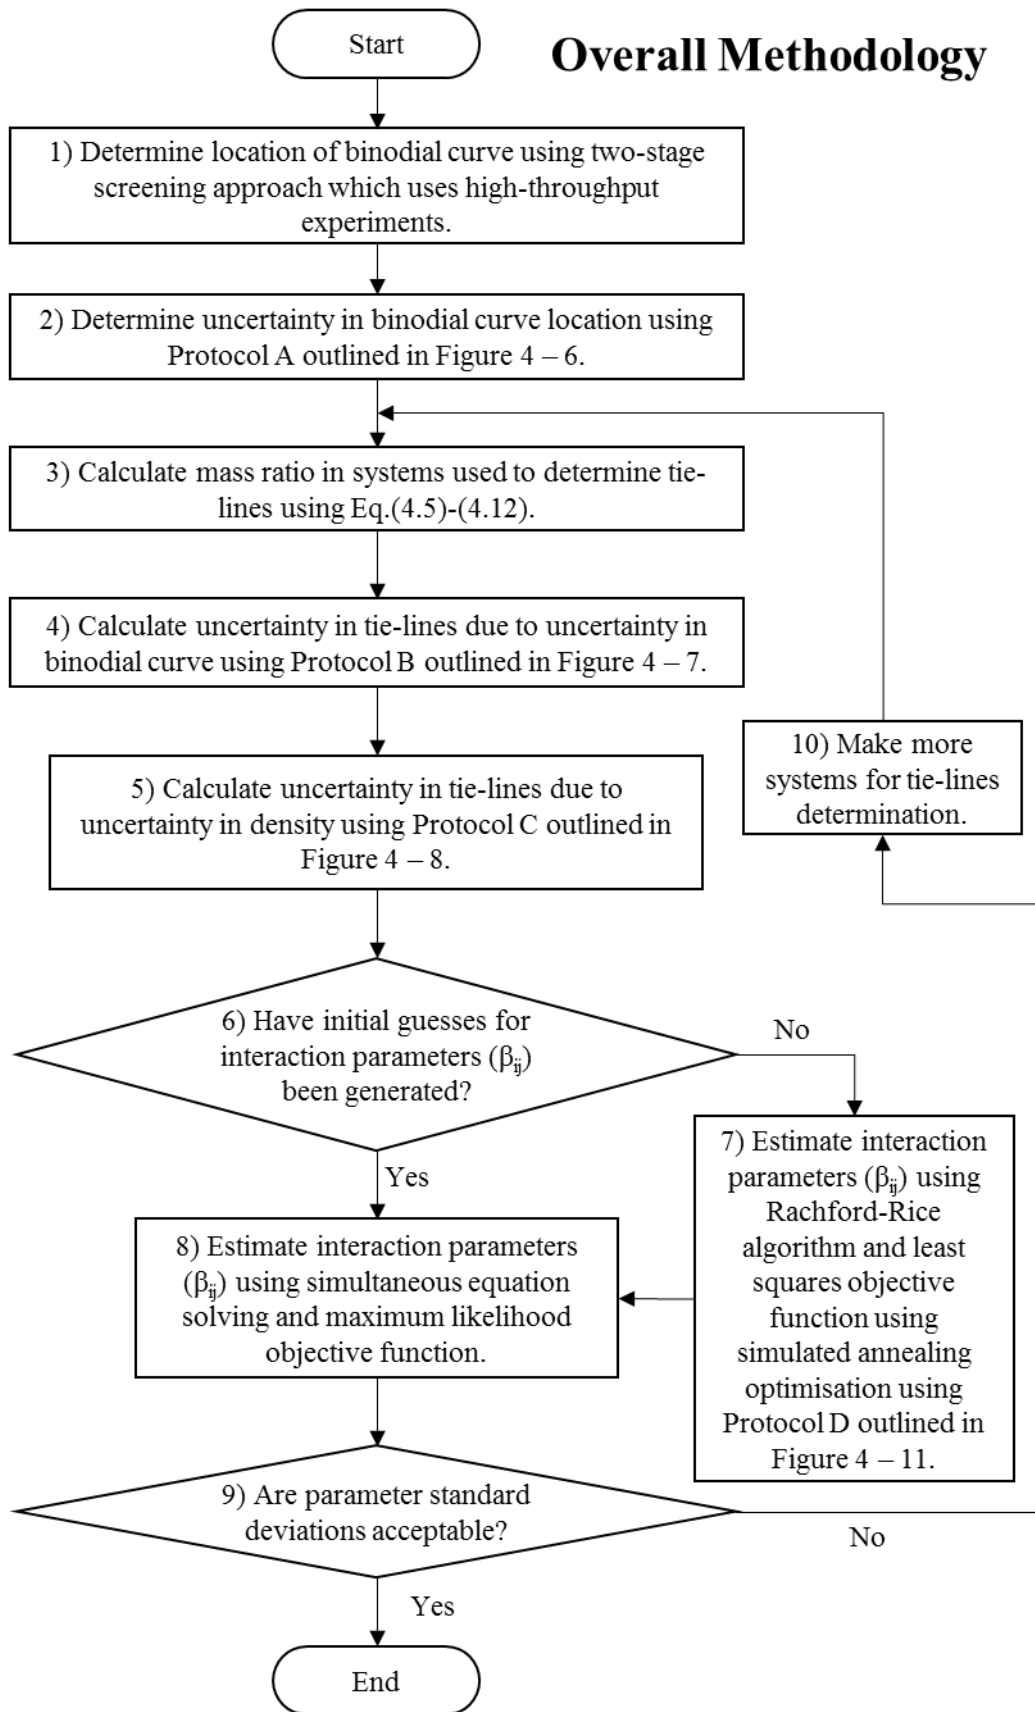 Start
Overall Methodology
1) Determine location of binodial curve using two-stage
screening approach which uses high-throughput
experiments.
2) Determine uncertainty in binodial curve location using
Protocol A outlined in Figure 4 – 6.
3) Calculate mass ratio in systems used to determine tie-
lines using Eq.(4.5)-(4.12).
4) Calculate uncertainty in tie-lines due to uncertainty in
binodial curve using Protocol B outlined in Figure 4 – 7.
10) Make more
systems for tie-lines
determination.
5) Calculate uncertainty in tie-lines due to
uncertainty in density using Protocol C outlined in
Figure 4 – 8.
6) Have initial guesses for
interaction parameters (βij)
been generated?
No
Yes
7) Estimate interaction
parameters (βij) using
Rachford-Rice
algorithm and least
squares objective
function using
simulated annealing
optimisation using
Protocol D outlined in
Figure 4 – 11.
8) Estimate interaction parameters
(βij) using simultaneous equation
solving and maximum likelihood
objective function.
9) Are parameter standard
deviations acceptable?
No
Yes
End